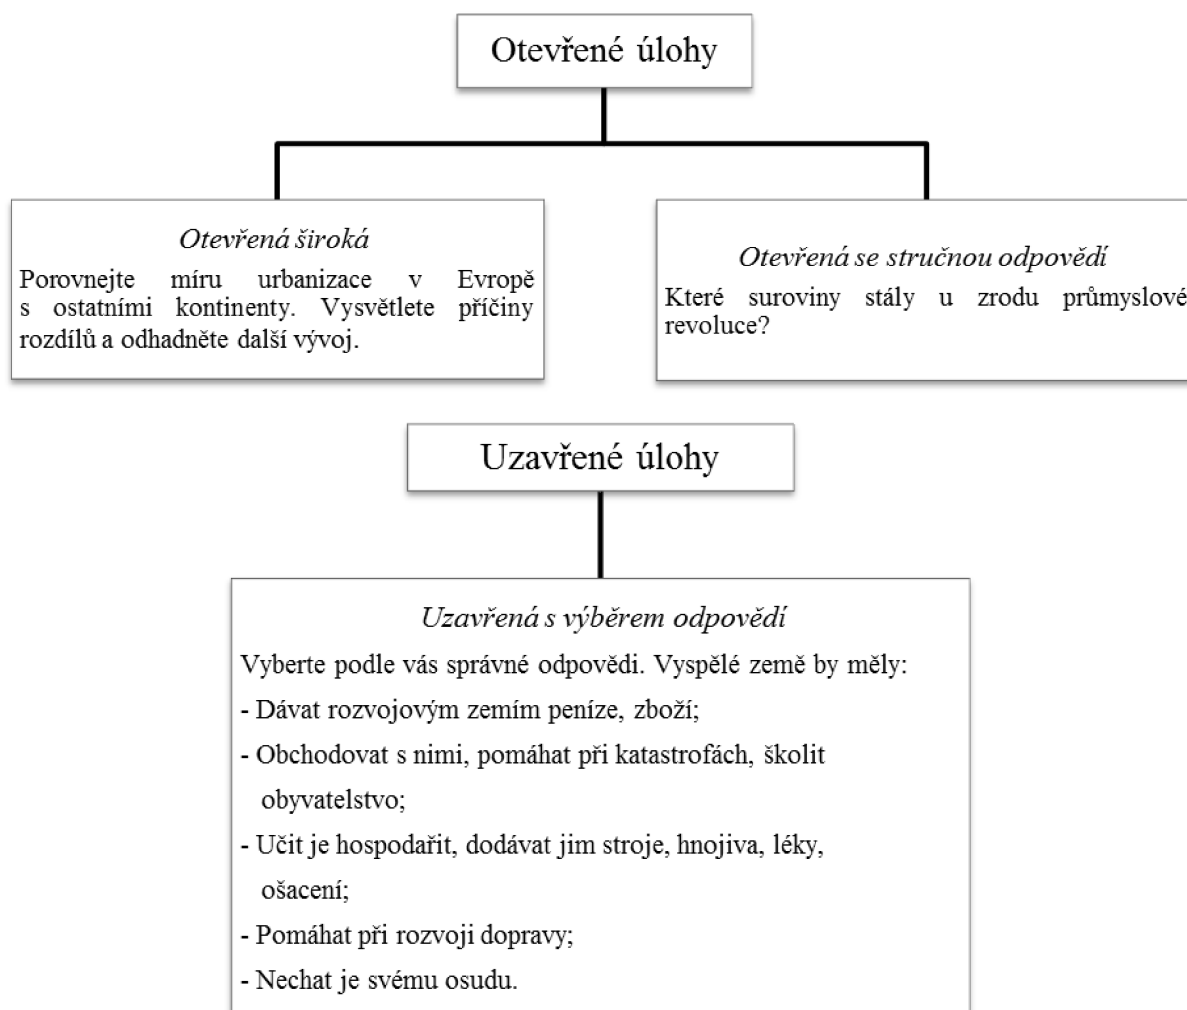 Otevřené úlohy
Otevřená široká
Porovnejte míru urbanizace v Evropě
s ostatními kontinenty. Vysvětlete příčiny
rozdílů a odhadněte další vývoj.
Otevřená se stručnou odpovědí
Které suroviny stály u zrodu průmyslové
revoluce?
Uzavřené úlohy
Uzavřená s výběrem odpovědí
Vyberte podle vás správné odpovědi. Vyspělé země by měly:
- Dávat rozvojovým zemím peníze, zboží;
- Obchodovat s nimi, pomáhat při katastrofách, školit
obyvatelstvo;
- Učit je hospodařit, dodávat jim stroje, hnojiva, léky,
ošacení;
- Pomáhat při rozvoji dopravy;
- Nechat je svému osudu.